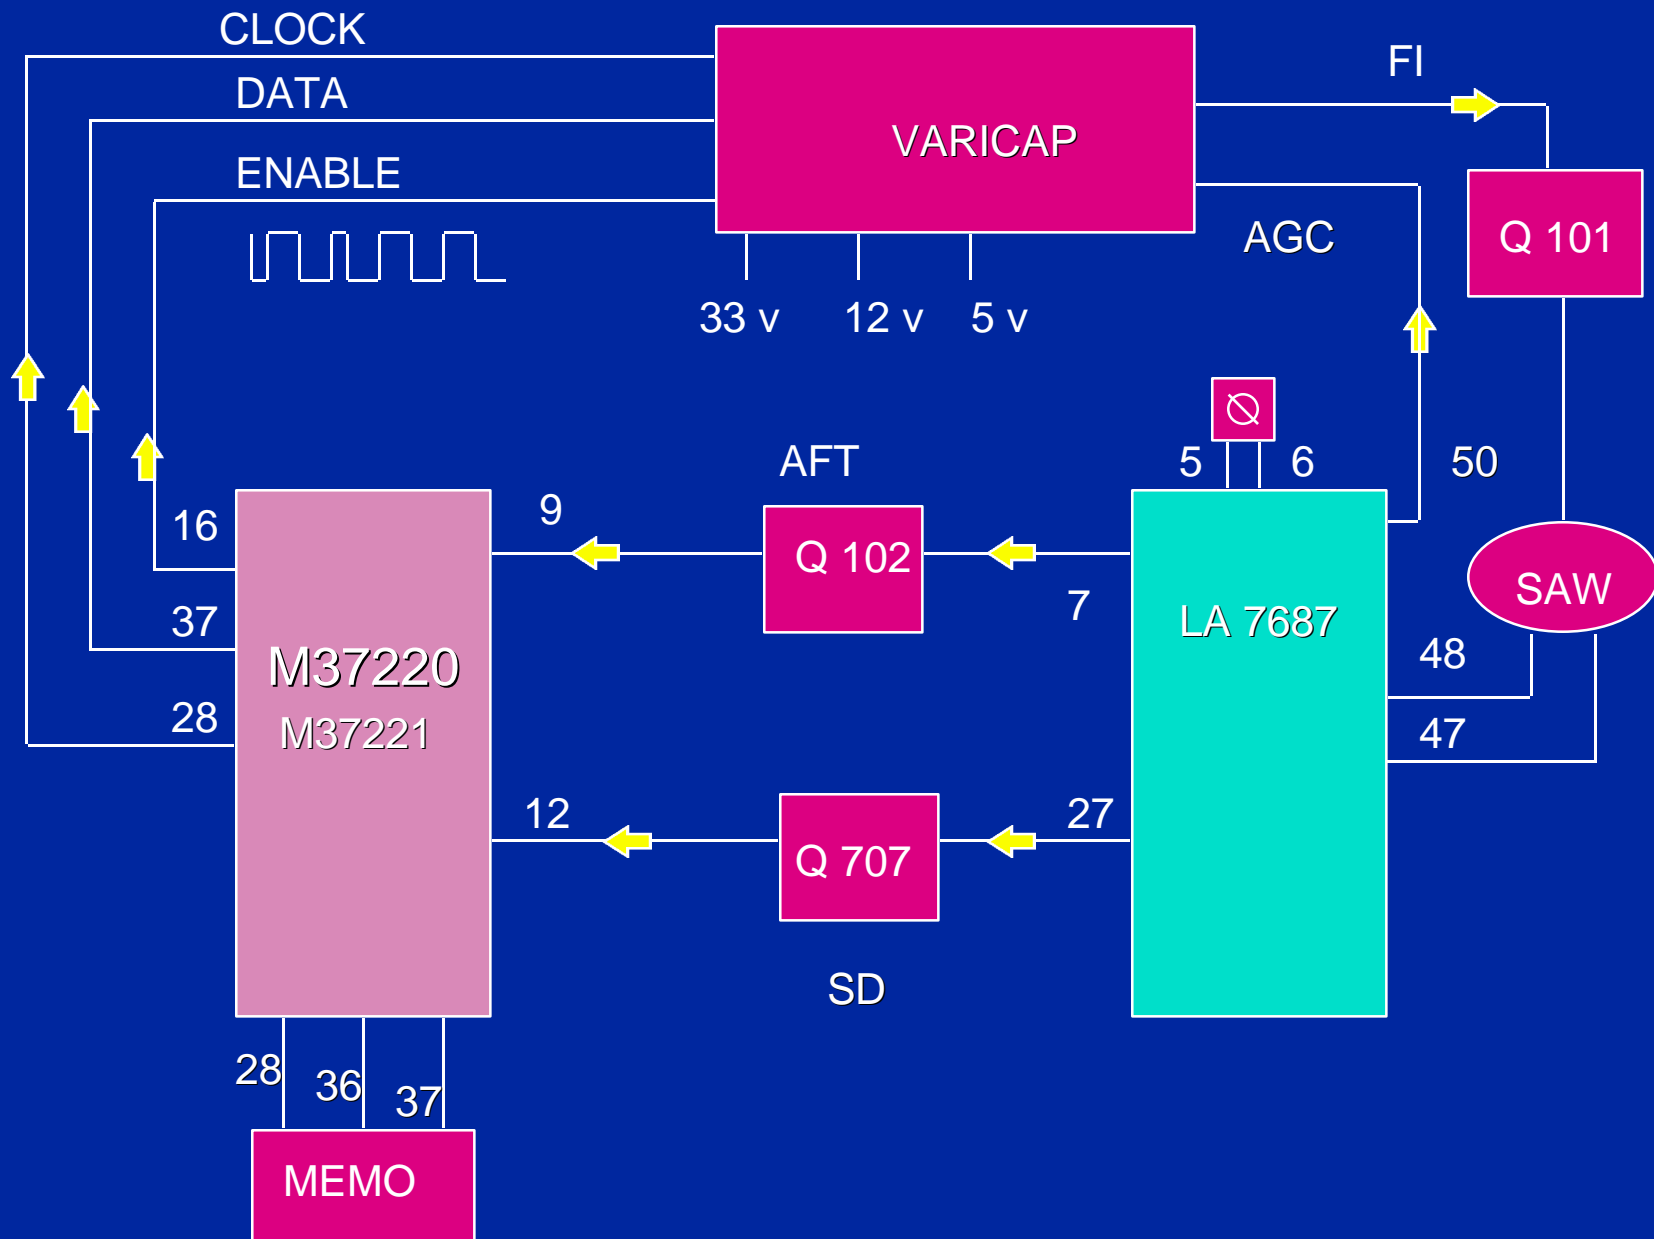 CLOCK
FI
DATA
VARICAP
ENABLE
AGC
Q 101
33 v
12 v
5 v
AFT
5
6
50
9
16
Q 102
SAW
7
37
LA 7687
M37220
48
28
M37221
47
12
27
Q 707
SD
28
36
37
MEMO